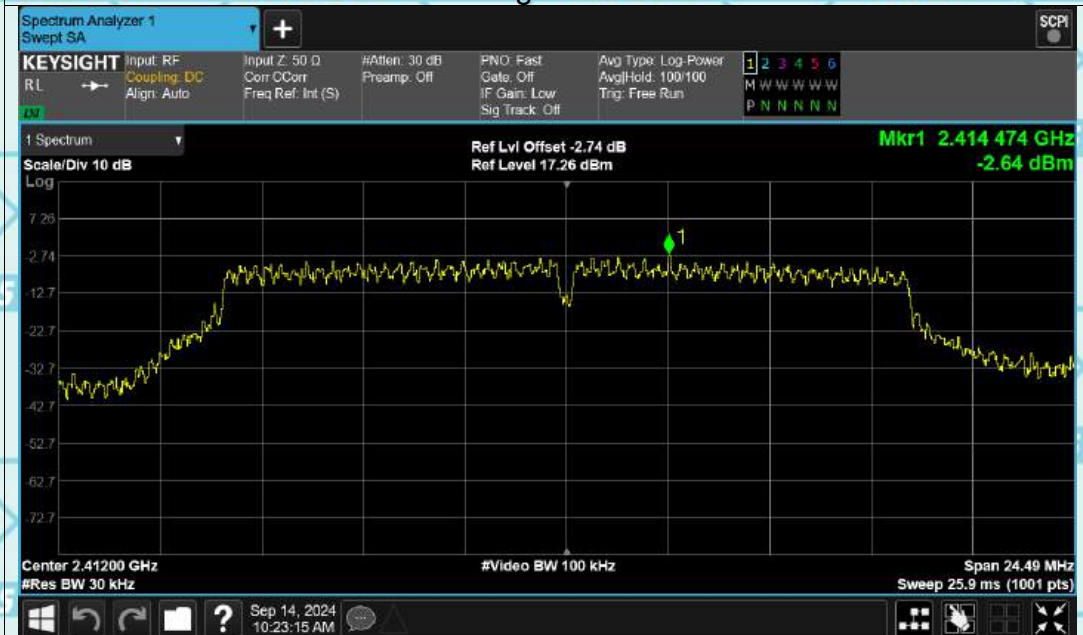 Spectrum Analyzer 1
Swept SA
+
SCPI
KEYSIGHT
RL
LXI
Input: RF
Coupling: DC
Align: Auto
Input Z: 50 Ω
Corr CCorr
Freq Ref: Int (S)
#Atten: 30 dB
Preamp: Off
PNO: Fast
Gate: Off
IF Gain: Low
Sig Track: Off
Avg Type: Log-Power
Avg|Hold: 100/100
Trig: Free Run
1 2 3 4 5 6
M W W W W W
P N N N N N
1 Spectrum
Scale/Div 10 dB
Log
Ref Lvl Offset -2.74 dB
Ref Level 17.26 dBm
Mkr1 2.414 474 GHz
-2.64 dBm
7.26
1
-2.74
-12.7
-22.7
-32.7
-42.7
-52.7
-62.7
-72.7
Center 2.41200 GHz
#Res BW 30 kHz
#Video BW 100 kHz
Span 24.49 MHz
Sweep 25.9 ms (1001 pts)
?
Sep 14, 2024
10:23:15 AM